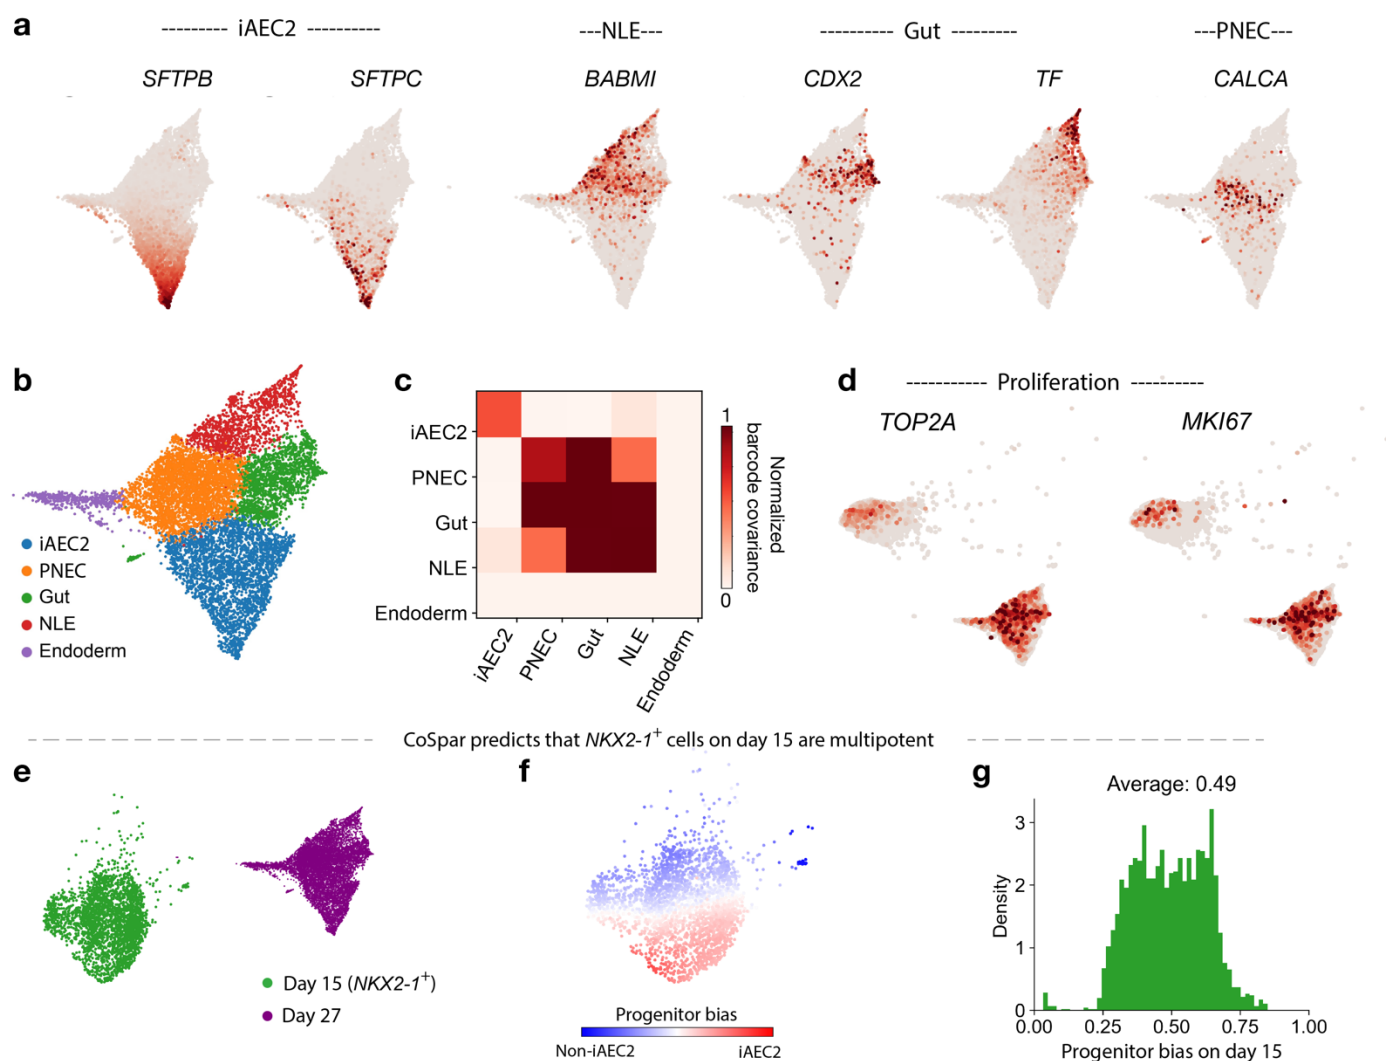 a
--------- iAEC2 ----------
---NLE---
---------- Gut ---------
---PNEC---
SFTPB
SFTPC
BABMI
CDX2
TF
CALCA
b
iAEC2
PNEC
Gut
NLE
Endoderm
c
iAEC2
PNEC
Gut
NLE
Endoderm
iAEC2
PNEC
Gut
NLE
Endoderm
1
0
Normalized
barcode covariance
d
----------- Proliferation ----------
TOP2A
MKI67
CoSpar predicts that NKX2-1⁺ cells on day 15 are multipotent
e
Day 15 (NKX2-1⁺)
Day 27
f
Progenitor bias
Non-iAEC2
iAEC2
g
Average: 0.49
Density
3
2
1
0
0.00
0.25
0.50
0.75
1.00
Progenitor bias on day 15